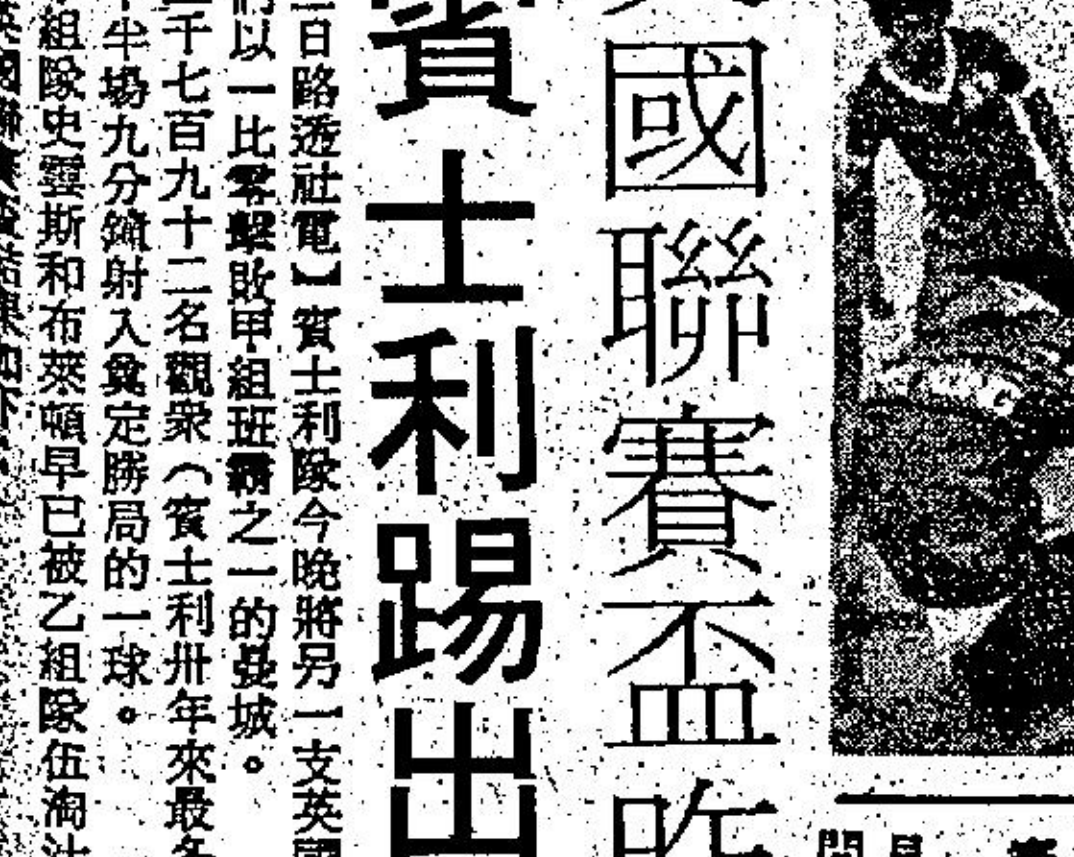 國聯賽盃昨
賓士利踢出
日路透社電】賓士利隊今晚將另一支英國
以一比零擊敗甲組班霸之一的曼城。
千七百九十二名觀衆（賓士利卅年來最多
半場九分鐘射入奠定勝局的一球。
組隊史雲斯和布萊頓早已被乙組隊伍淘汰